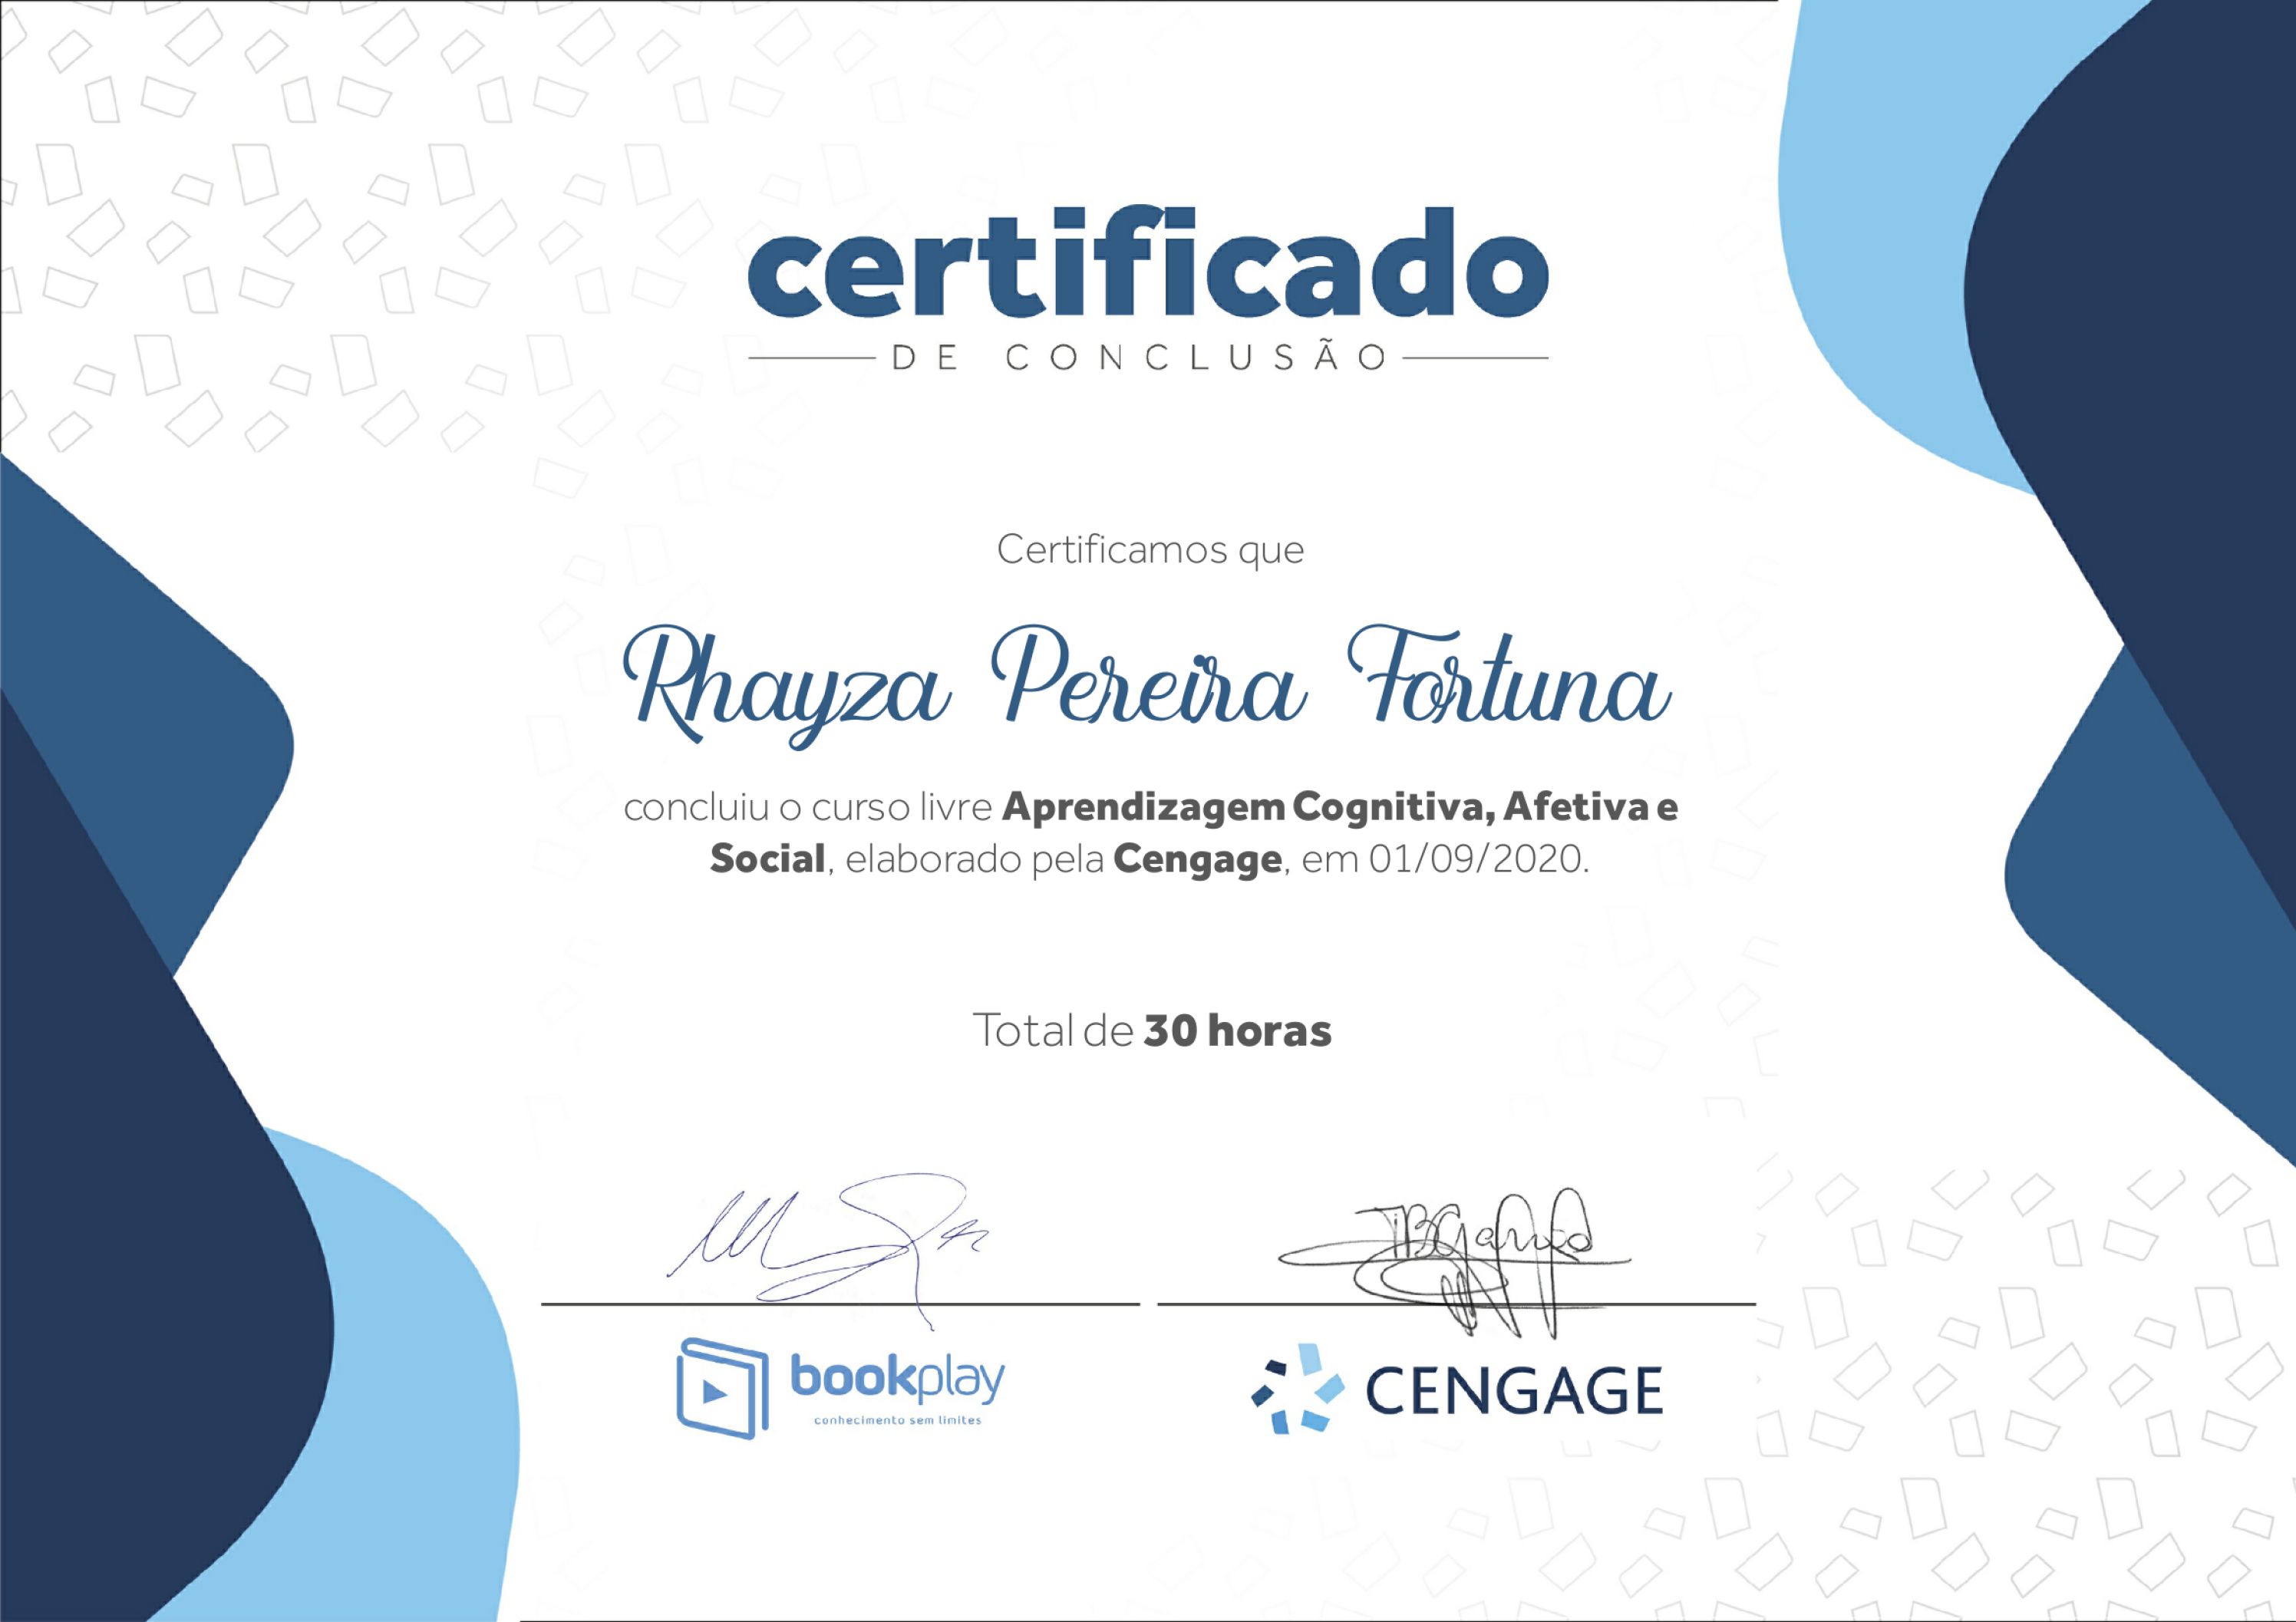 certificado
DE CONCLUSÃO
Certificamos que
Rhayza Pereira Fortuna
concluiu o curso livre Aprendizagem Cognitiva, Afetiva e
Social, elaborado pela Cengage, em 01/09/2020.
Total de 30 horas
bookplay
conhecimento sem limites
CENGAGE